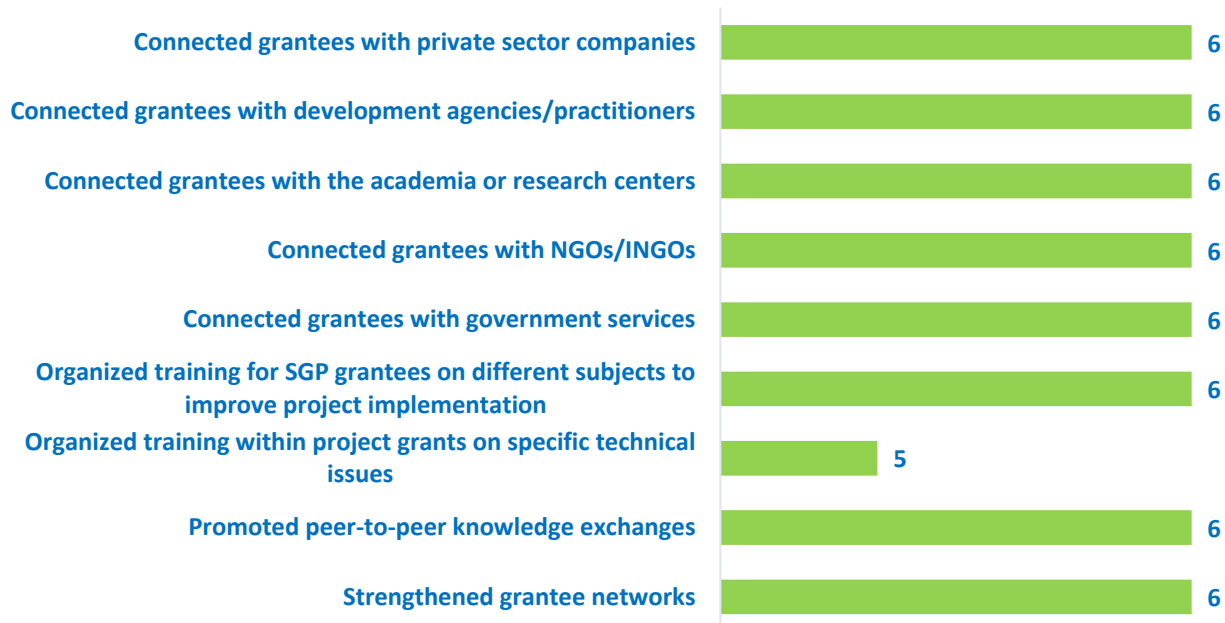 Connected grantees with private sector companies 6
Connected grantees with development agencies/practitioners 6
Connected grantees with the academia or research centers 6
Connected grantees with NGOs/INGOs 6
Connected grantees with government services 6
Organized training for SGP grantees on different subjects to
improve project implementation 6
Organized training within project grants on specific technical
issues 5
Promoted peer-to-peer knowledge exchanges 6
Strengthened grantee networks 6